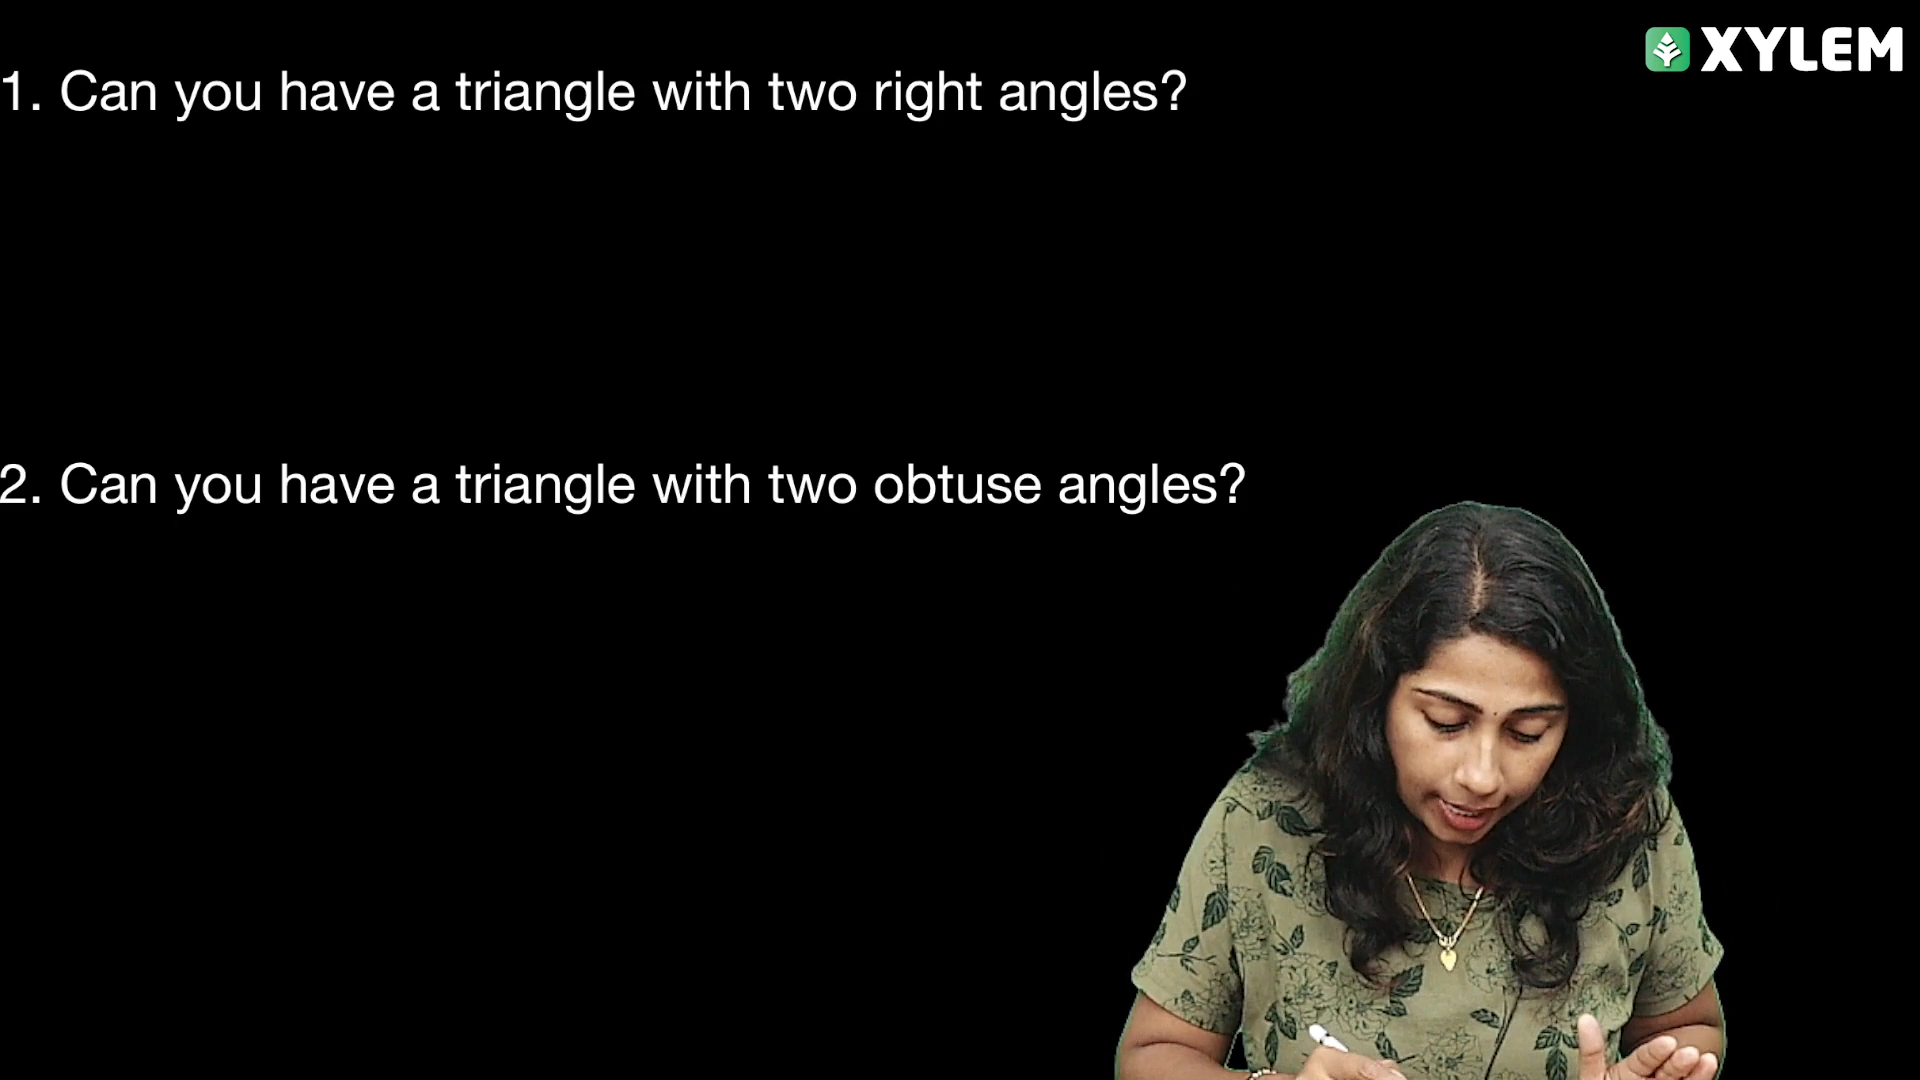 XYLEM
1. Can you have a triangle with two right angles?
2. Can you have a triangle with two obtuse angles?